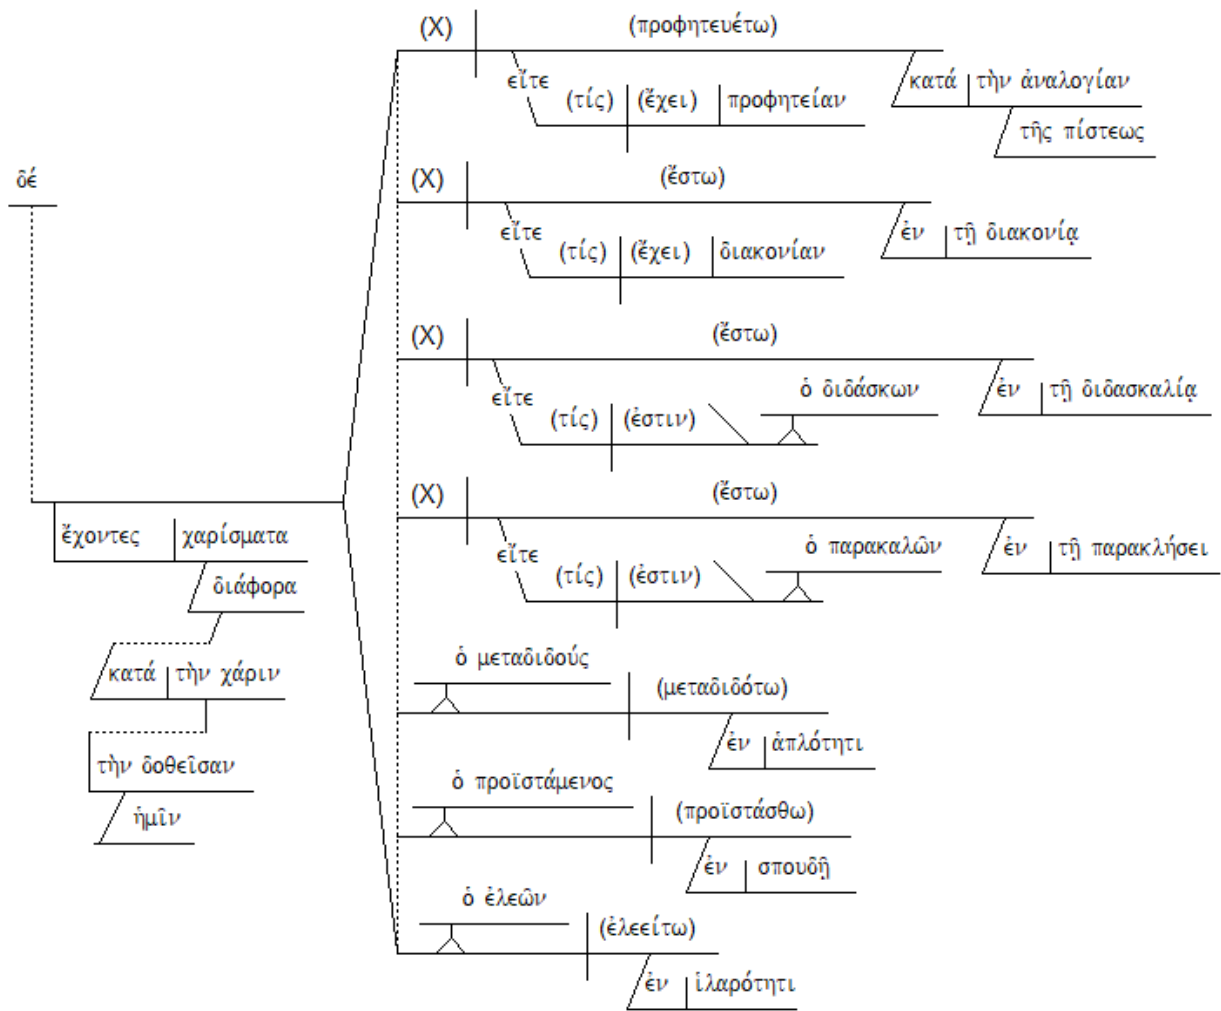 δέ
ἔχοντες χαρίσματα
διάφορα
κατά τὴν χάριν
τὴν δοθεῖσαν
ἡμῖν
(X) (προφητευέτω)
εἴτε (τίς) (ἔχει) προφητείαν
κατά τὴν ἀναλογίαν
τῆς πίστεως
(X) (ἔστω)
εἴτε (τίς) (ἔχει) διακονίαν
ἐν τῇ διακονίᾳ
(X) (ἔστω)
εἴτε (τίς) (ἐστιν) ὁ διδάσκων
ἐν τῇ διδασκαλίᾳ
(X) (ἔστω)
εἴτε (τίς) (ἐστιν) ὁ παρακαλῶν
ἐν τῇ παρακλήσει
ὁ μεταδιδούς (μεταδιδότω)
ἐν ἁπλότητι
ὁ προϊστάμενος (προϊστάσθω)
ἐν σπουδῇ
ὁ ἐλεῶν (ἐλεείτω)
ἐν ἱλαρότητι